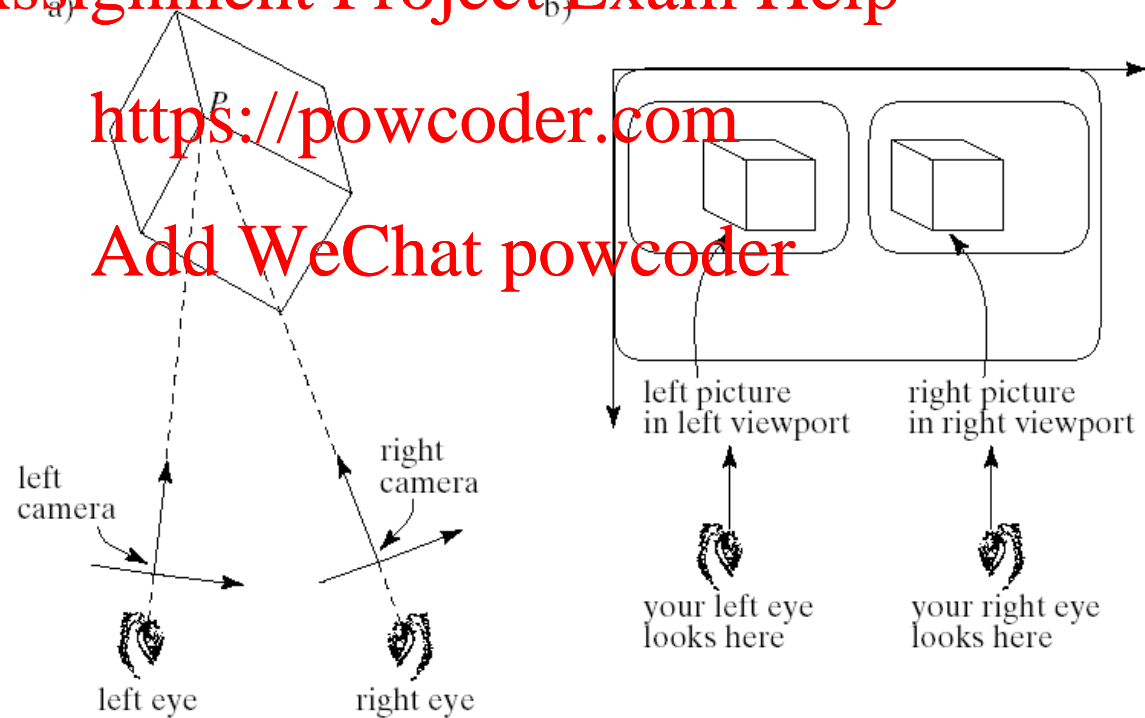 Assignment Project Exam Help
a)
b)
P
https://powcoder.com
Add WeChat powcoder
left
camera
right
camera
left eye
right eye
left picture
in left viewport
right picture
in right viewport
your left eye
looks here
your right eye
looks here